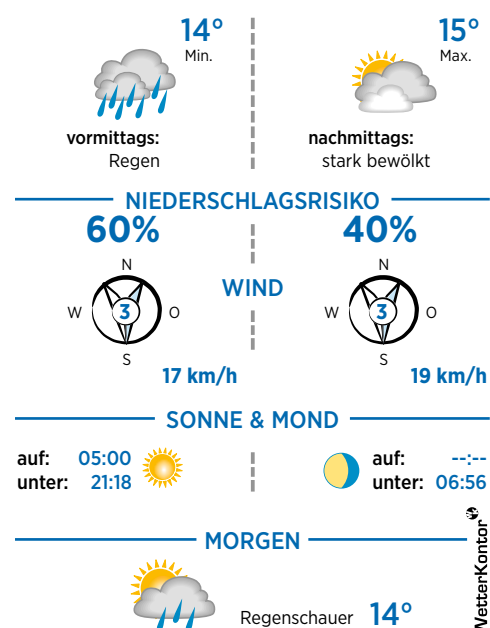 14°
Min.
vormittags:
Regen
15°
Max.
nachmittags:
stark bewölkt
NIEDERSCHLAGSRISIKO
60%
40%
WIND
N
W
3
O
S
17 km/h
N
W
3
O
S
19 km/h
SONNE & MOND
auf: 05:00
unter: 21:18
auf: --:--
unter: 06:56
MORGEN
Regenschauer 14°
WetterKontor